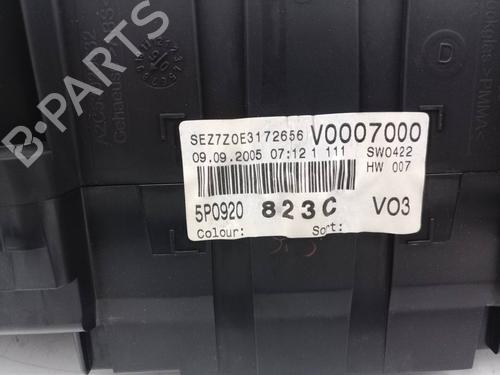 SEZ7Z0E3172656 V0007000
09.09.2005 07:12 1 111 SW0422
HW 007
5P0920 823C V03
Colour: Sort:
D
B-PARTS